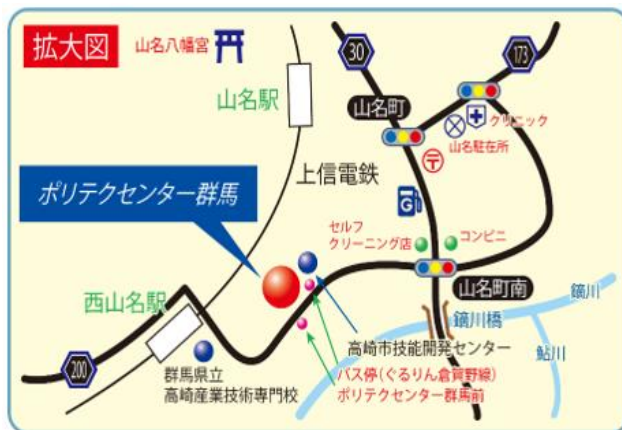 拡大図
山名八幡宮
30
173
山名駅
山名町
クリニック
山名駐在所
〒
上信電鉄
ポリテクセンター群馬
G
セルフ
クリーニング店
コンビニ
西山名駅
山名町南
鏑川
鏑川橋
鮎川
高崎市技能開発センター
200
群馬県立
高崎産業技術専門校
バス停(ぐるりん倉賀野線)
ポリテクセンター群馬前